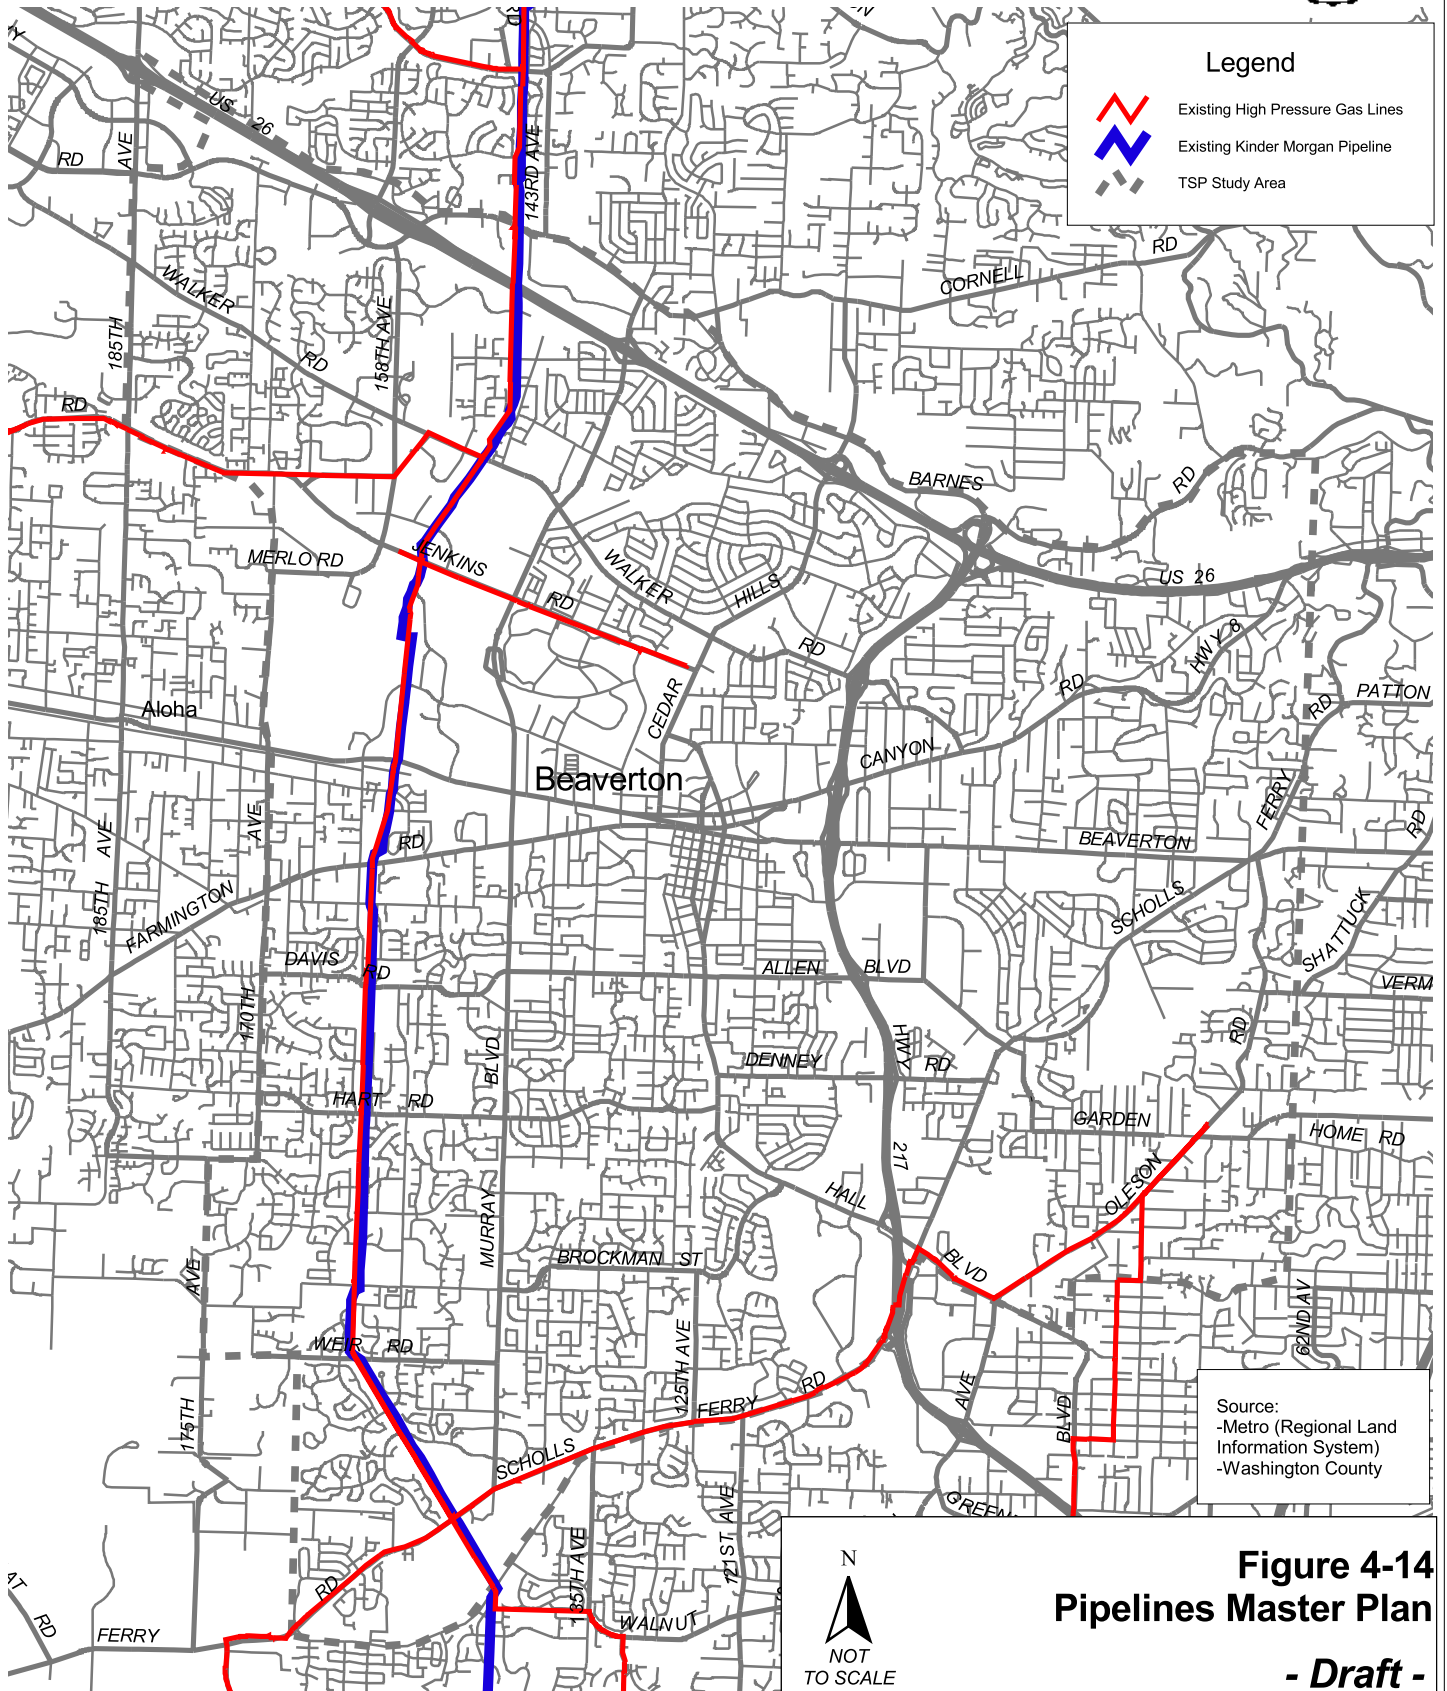 Legend
Existing High Pressure Gas Lines
Existing Kinder Morgan Pipeline
TSP Study Area
RD
US 26
RD
AVE
143RD AVE
RD
CORNELL
WALKER
RD
185TH
158TH AVE
RD
BARNES
RD
MERLO RD
JENKINS
RD
WALKER
HILLS
RD
US 26
HWY 8
RD
PATTON
RD
Aloha
CEDAR
CANYON
Beaverton
FERRY
AVE
AVE
RD
BEAVERTON
RD
185TH
FARMINGTON
SCHOLLS
SHATTUCK
DAVIS
RD
ALLEN
BLVD
VERM
170TH
BLVD
DENNEY
HWY
RD
RD
HART
RD
GARDEN
HOME RD
217
OLESON
HALL
MURRAY
BROCKMAN ST
BLVD
AVE
62ND AV
WEIR
RD
125TH AVE
RD
FERRY
AVE
BLVD
175TH
SCHOLLS
Source:
-Metro (Regional Land
Information System)
-Washington County
GREEN
121ST AVE
135TH AVE
RD
WALNUT
AT
RD
FERRY
N
NOT
TO SCALE
Figure 4-14
Pipelines Master Plan
- Draft -